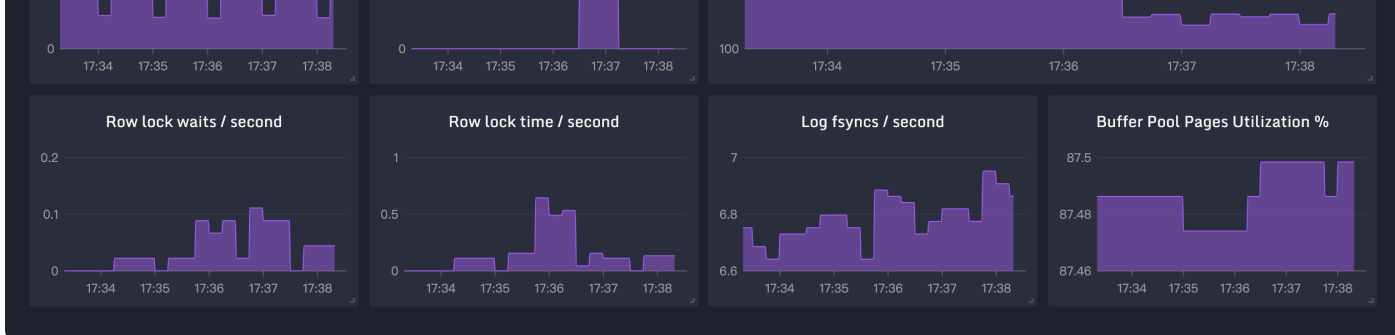 0
0
100
17:34 17:35 17:36 17:37 17:38
17:34 17:35 17:36 17:37 17:38
17:34 17:35 17:36 17:37 17:38
Row lock waits / second
0.2
0.1
0
17:34 17:35 17:36 17:37 17:38
Row lock time / second
1
0.5
0
17:34 17:35 17:36 17:37 17:38
Log fsyncs / second
7
6.8
6.6
17:34 17:35 17:36 17:37 17:38
Buffer Pool Pages Utilization %
87.5
87.48
87.46
17:34 17:35 17:36 17:37 17:38